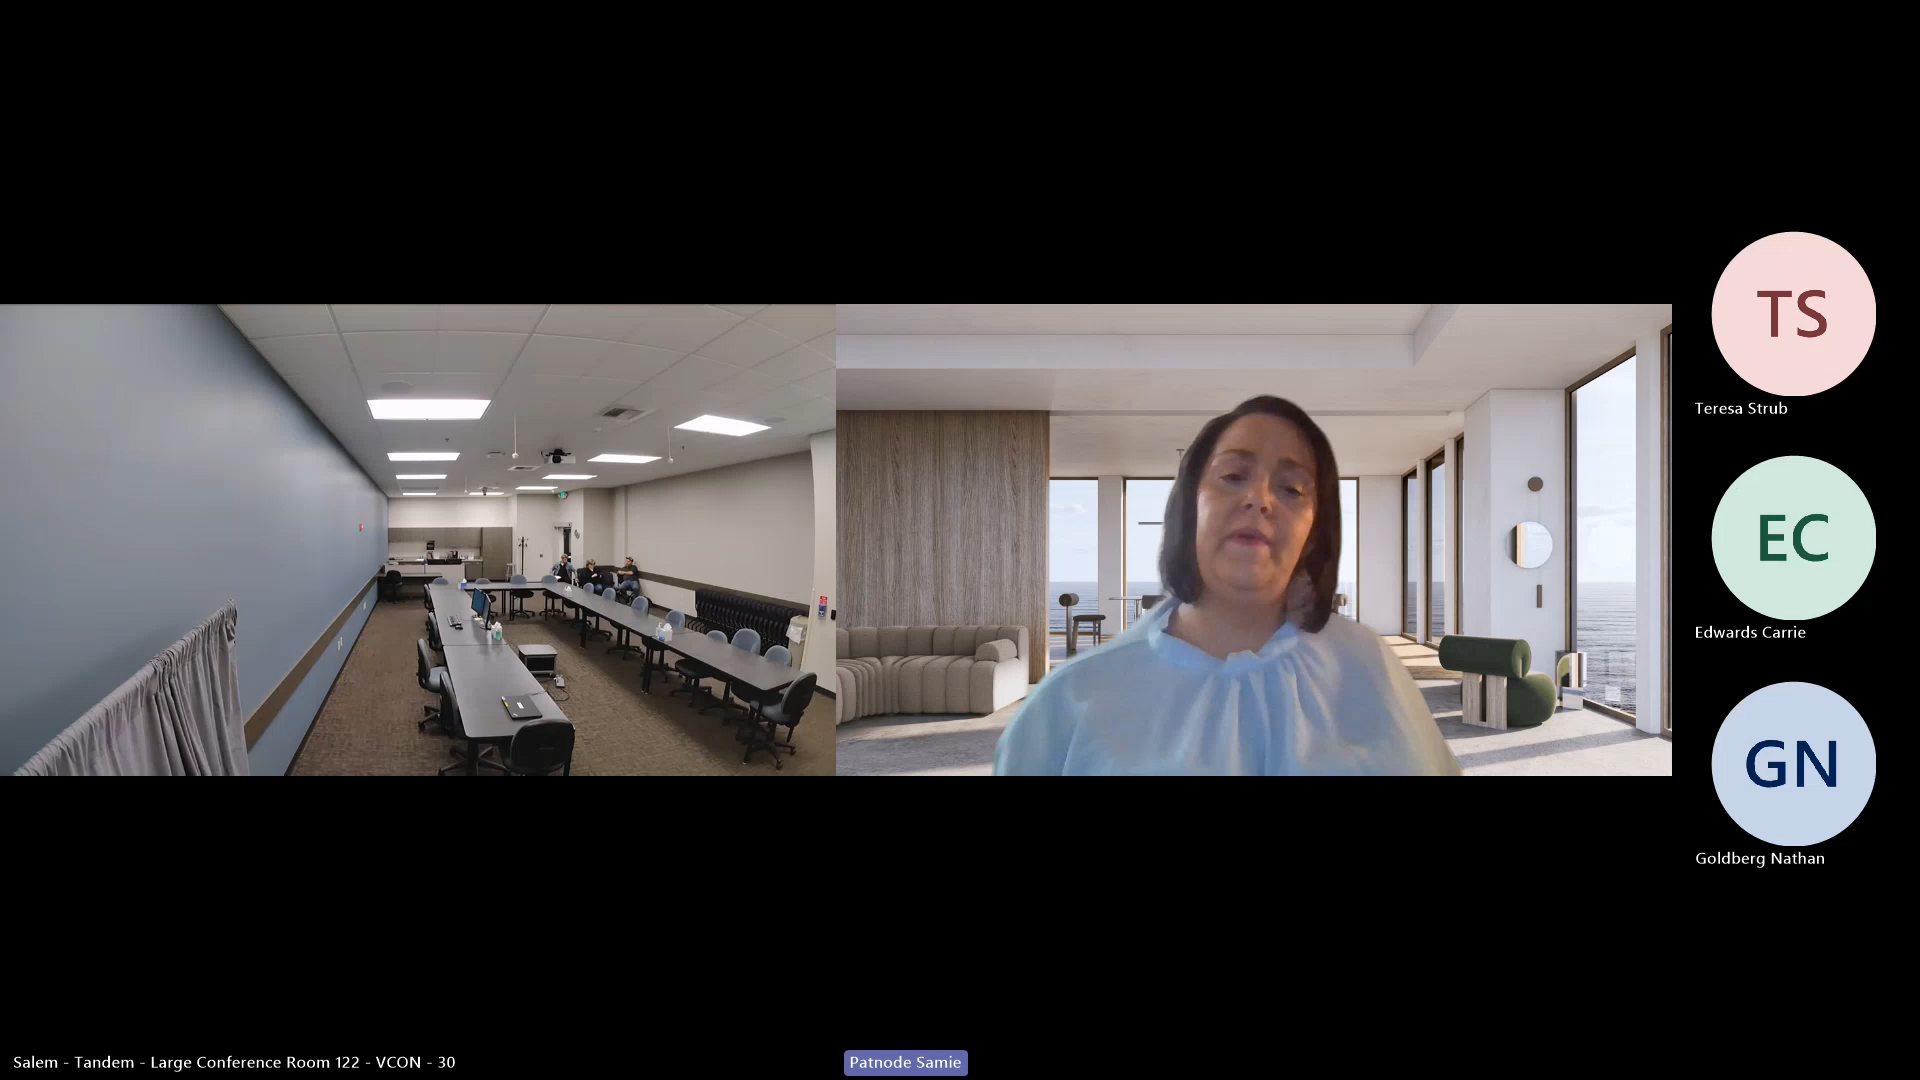 TS
Teresa Strub
EC
Edwards Carrie
GN
Goldberg Nathan
Salem - Tandem - Large Conference Room 122 - VCON - 30
Patnode Samie